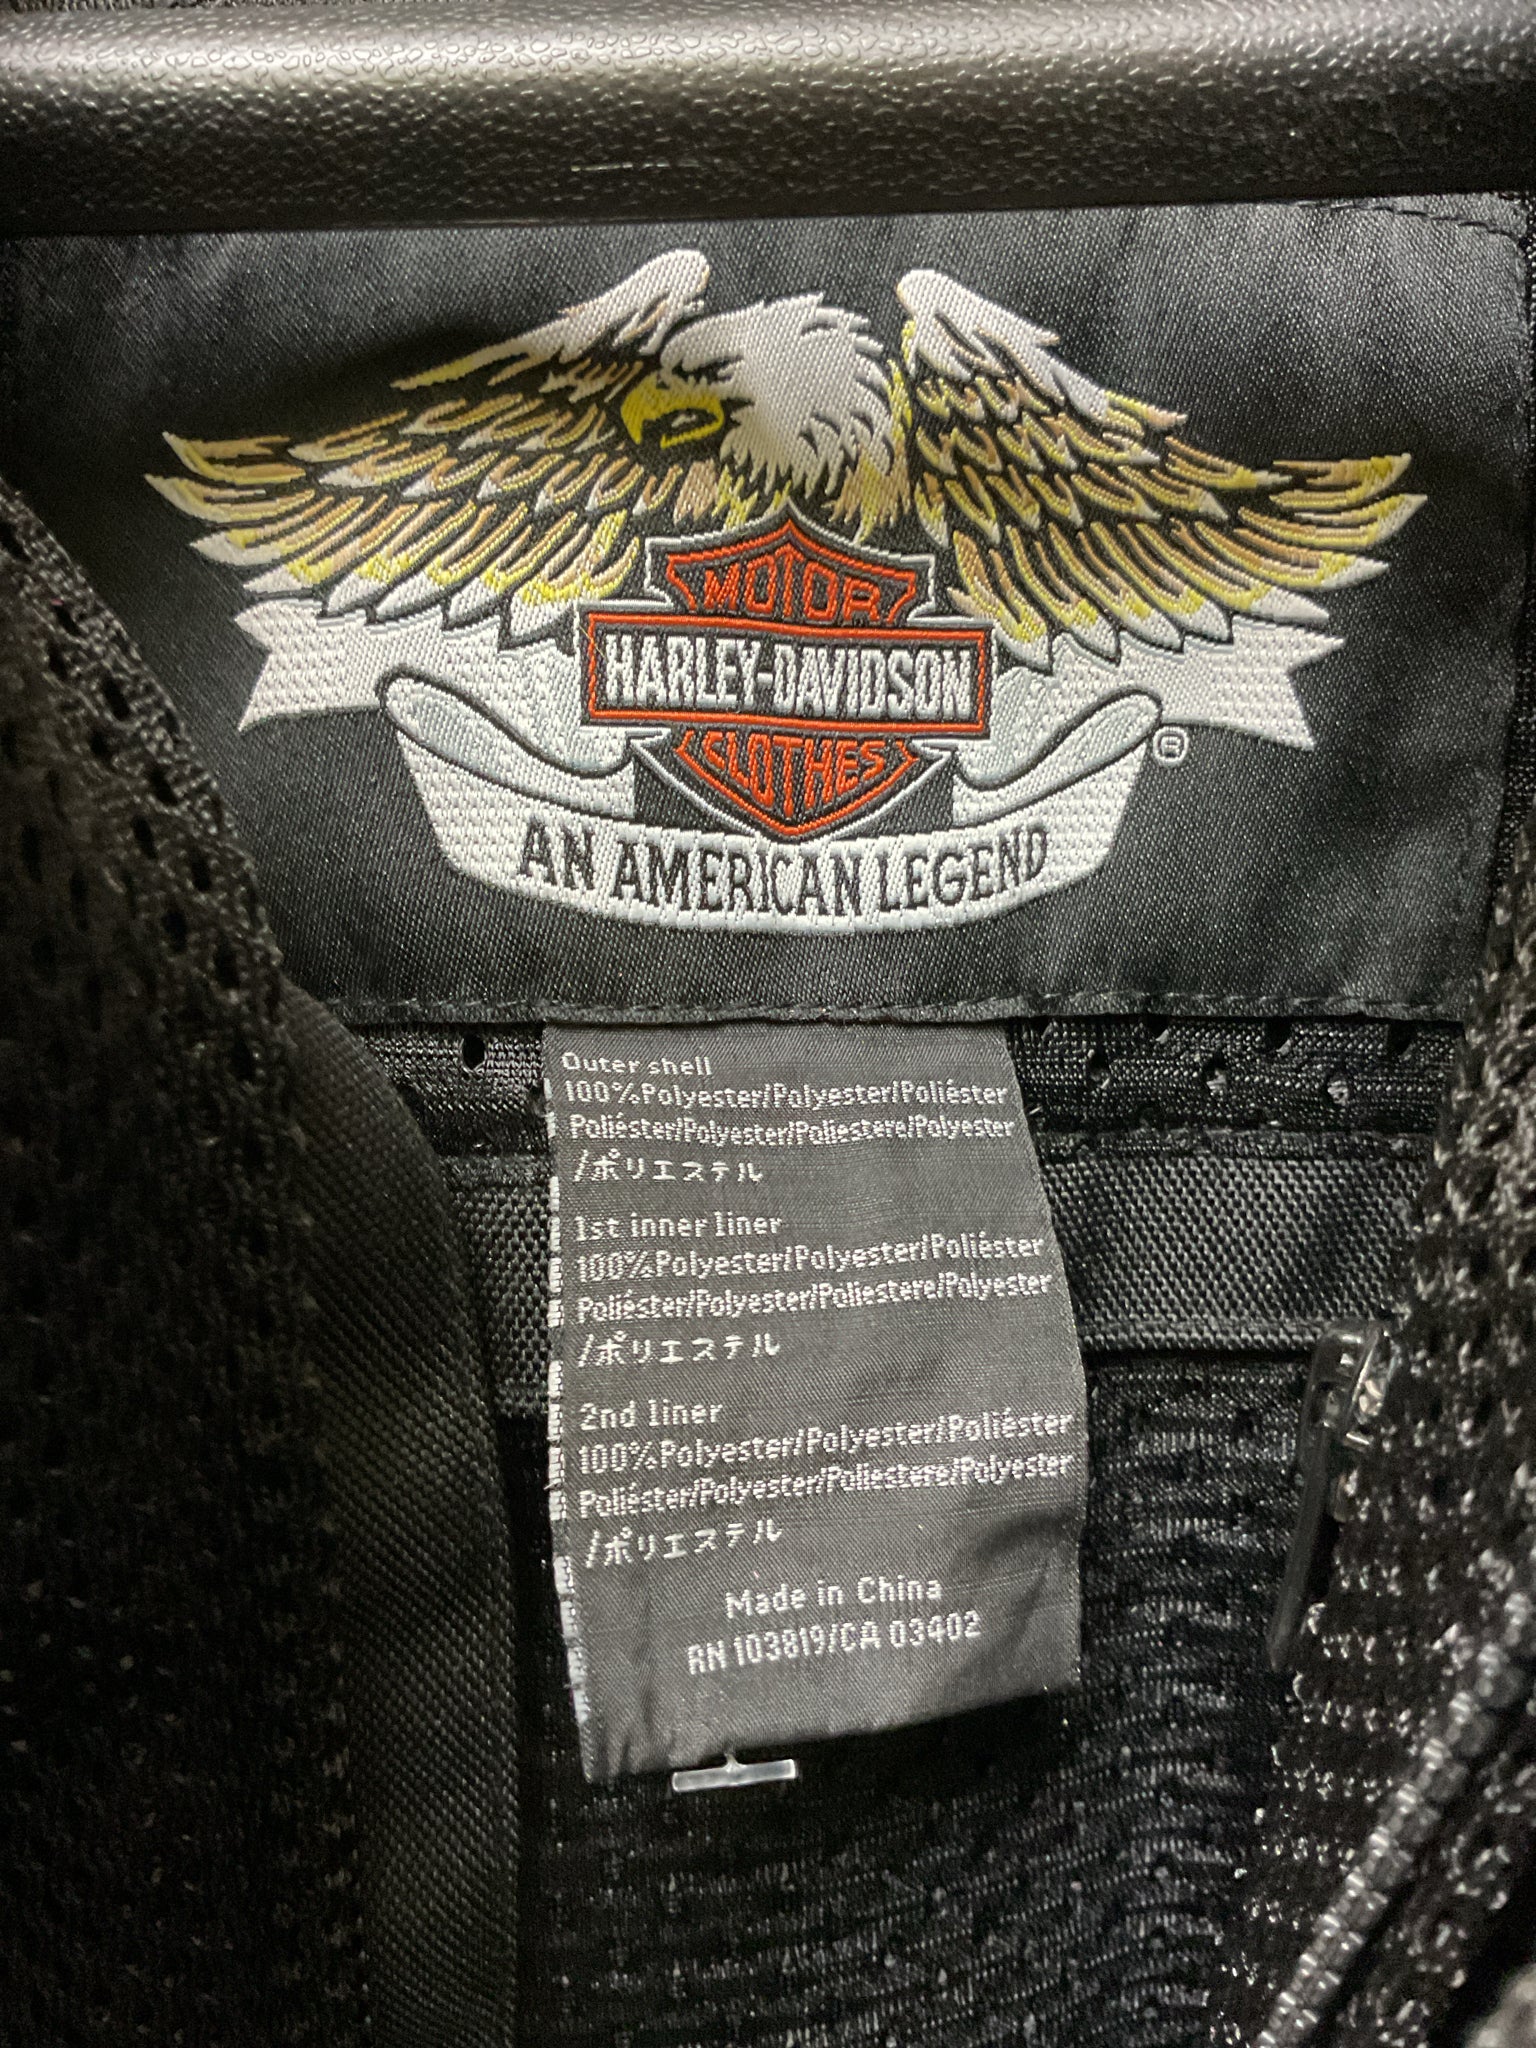 MOTOR
HARLEY-DAVIDSON
CLOTHES
®
AN AMERICAN LEGEND
Outer shell
100%Polyester/Polyester/Poliéster
Poliéster/Polyester/Poliestere/Polyester
/ポリエステル
1st inner liner
100%Polyester/Polyester/Poliéster
Poliéster/Polyester/Poliestere/Polyester
/ポリエステル
2nd liner
100%Polyester/Polyester/Poliéster
Poliéster/Polyester/Poliestere/Polyester
/ポリエステル
Made in China
RN 103819/CA 03402